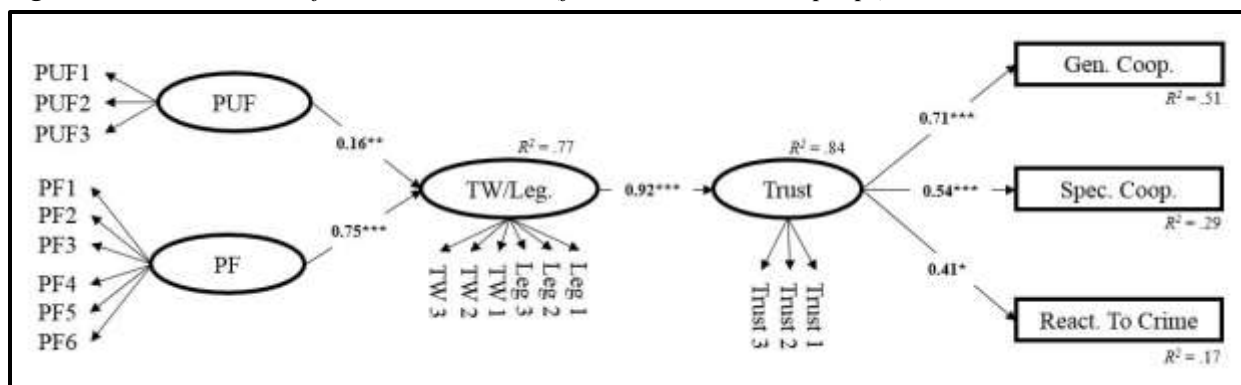 PUF1
PUF2
PUF3
PUF
0.16**
PF1
PF2
PF3
PF4
PF5
PF6
PF
0.75***
R² = .77
TW/Leg.
TW 3
TW 2
TW 1
Leg 3
Leg 2
Leg 1
0.92***
R² = .84
Trust
Trust 3
Trust 2
Trust 1
0.71***
Gen. Coop.
R² = .51
0.54***
Spec. Coop.
R² = .29
0.41*
React. To Crime
R² = .17